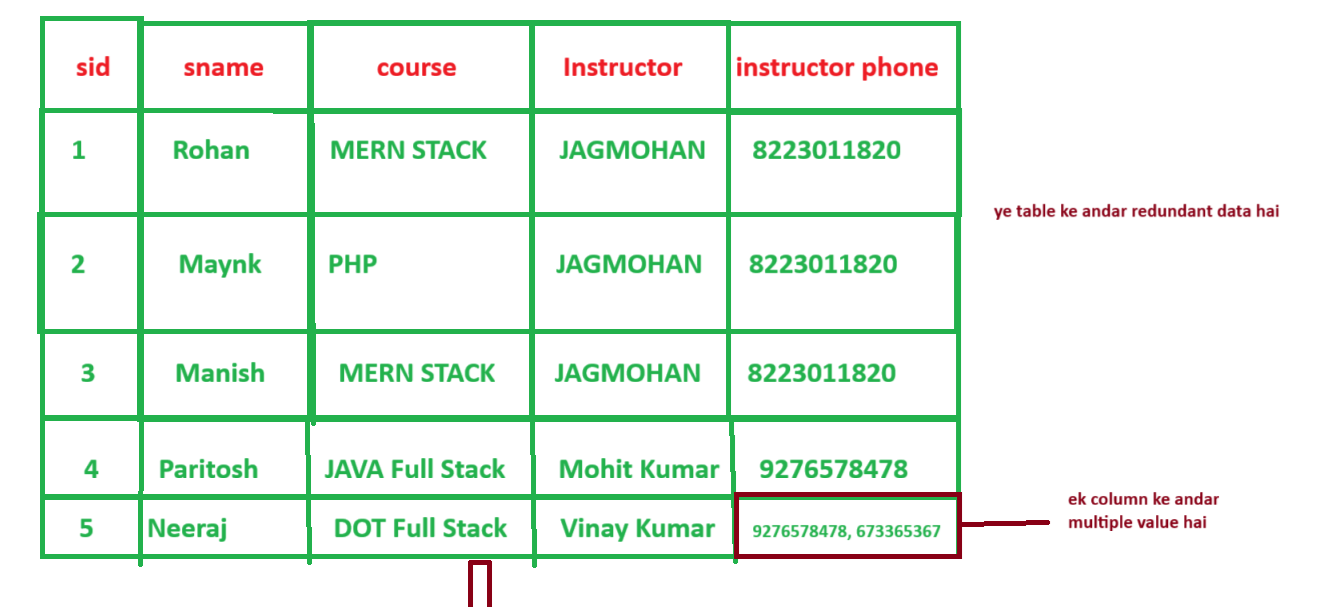 sid sname course Instructor instructor phone
1 Rohan MERN STACK JAGMOHAN 8223011820
ye table ke andar redundant data hai
2 Maynk PHP JAGMOHAN 8223011820
3 Manish MERN STACK JAGMOHAN 8223011820
4 Paritosh JAVA Full Stack Mohit Kumar 9276578478
5 Neeraj DOT Full Stack Vinay Kumar 9276578478, 673365367
ek column ke andar
multiple value hai